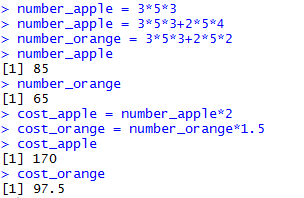 > number_apple = 3*5*3
> number_apple = 3*5*3+2*5*4
> number_orange = 3*5*3+2*5*2
> number_apple
[1] 85
> number_orange
[1] 65
> cost_apple = number_apple*2
> cost_orange = number_orange*1.5
> cost_apple
[1] 170
> cost_orange
[1] 97.5